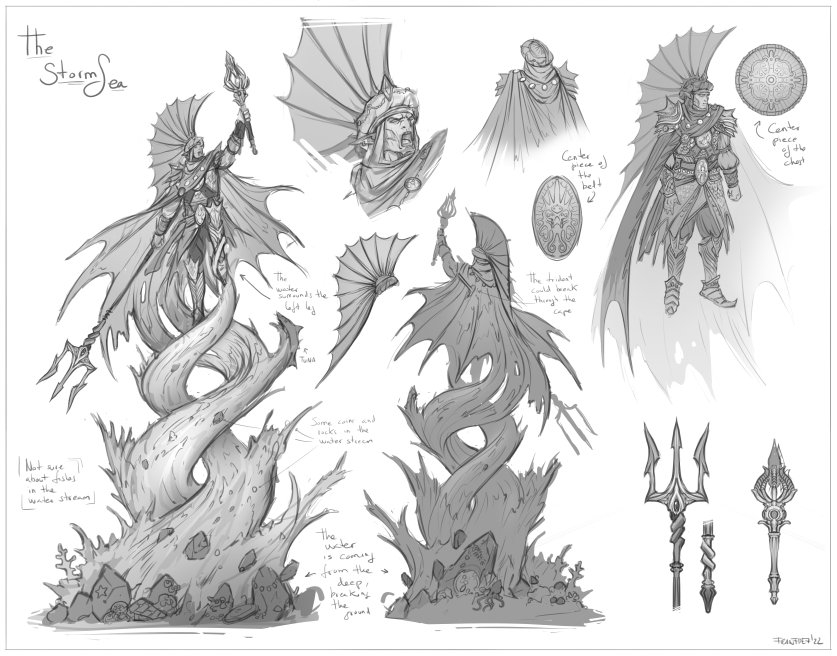 The
Storm Sea
Center
piece of
the
belt
Center
piece
of the
chest
The
water
surrounds the
left leg
The trident
could break
through the
cape
Tuna
Some coins and
rocks in the
water stream
Not sure
about fishes
in the
water stream
The
water
is coming
from the
deep,
breaking
the
ground